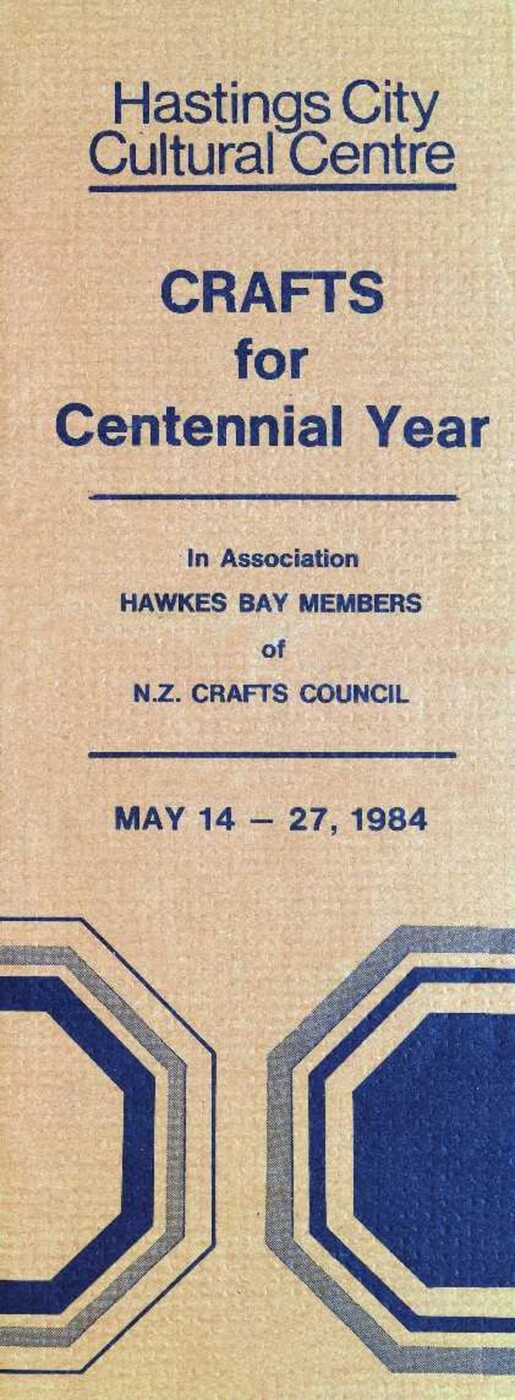 Hastings City
Cultural Centre
CRAFTS
for
Centennial Year
In Association
HAWKES BAY MEMBERS
of
N.Z. CRAFTS COUNCIL
MAY 14 – 27, 1984